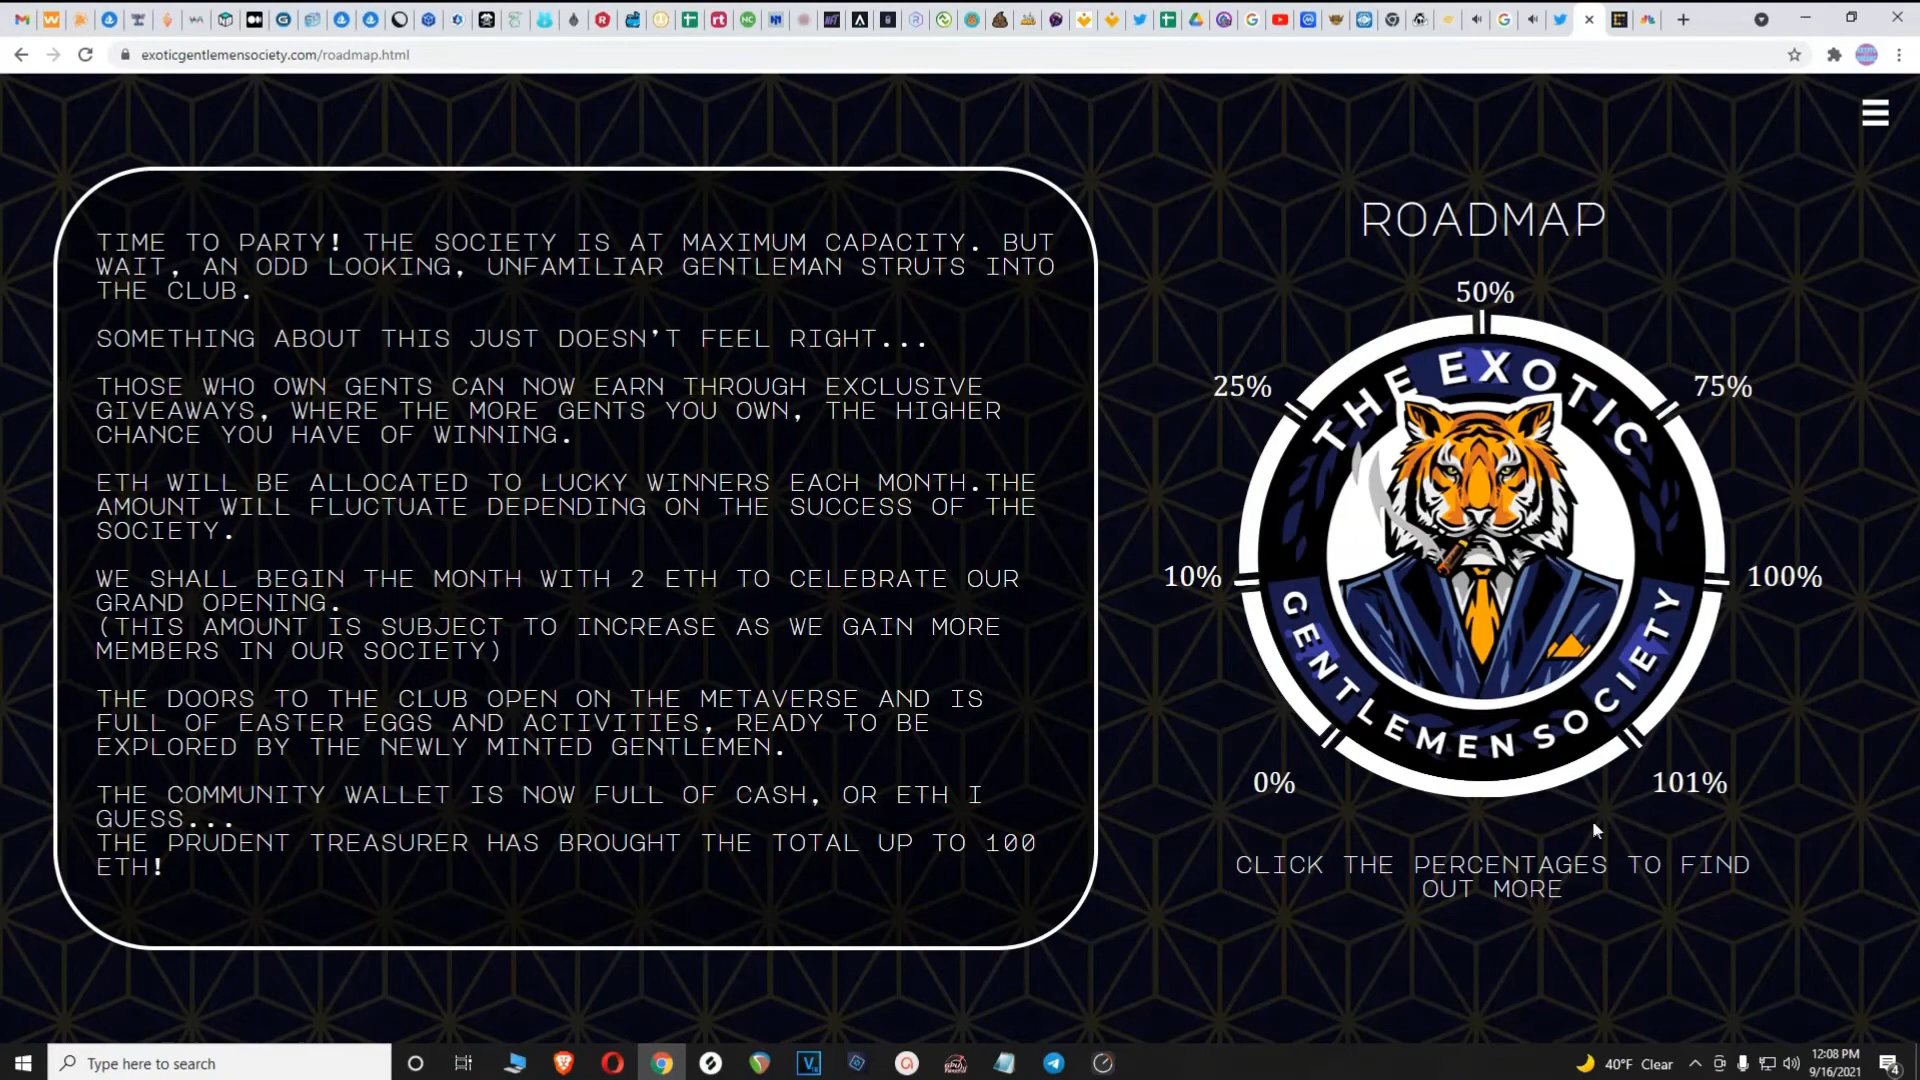 exoticgentlemensociety.com/roadmap.html
TIME TO PARTY! THE SOCIETY IS AT MAXIMUM CAPACITY. BUT
WAIT, AN ODD LOOKING, UNFAMILIAR GENTLEMAN STRUTS INTO
THE CLUB.
SOMETHING ABOUT THIS JUST DOESN'T FEEL RIGHT...
THOSE WHO OWN GENTS CAN NOW EARN THROUGH EXCLUSIVE
GIVEAWAYS, WHERE THE MORE GENTS YOU OWN, THE HIGHER
CHANCE YOU HAVE OF WINNING.
ETH WILL BE ALLOCATED TO LUCKY WINNERS EACH MONTH.THE
AMOUNT WILL FLUCTUATE DEPENDING ON THE SUCCESS OF THE
SOCIETY.
WE SHALL BEGIN THE MONTH WITH 2 ETH TO CELEBRATE OUR
GRAND OPENING.
(THIS AMOUNT IS SUBJECT TO INCREASE AS WE GAIN MORE
MEMBERS IN OUR SOCIETY)
THE DOORS TO THE CLUB OPEN ON THE METAVERSE AND IS
FULL OF EASTER EGGS AND ACTIVITIES, READY TO BE
EXPLORED BY THE NEWLY MINTED GENTLEMEN.
THE COMMUNITY WALLET IS NOW FULL OF CASH, OR ETH I
GUESS...
THE PRUDENT TREASURER HAS BROUGHT THE TOTAL UP TO 100
ETH!
ROADMAP
50%
25%
75%
10%
100%
0%
101%
THE EXOTIC
GENTLEMEN SOCIETY
CLICK THE PERCENTAGES TO FIND
OUT MORE
Type here to search
40°F Clear
12:08 PM
9/16/2021
4